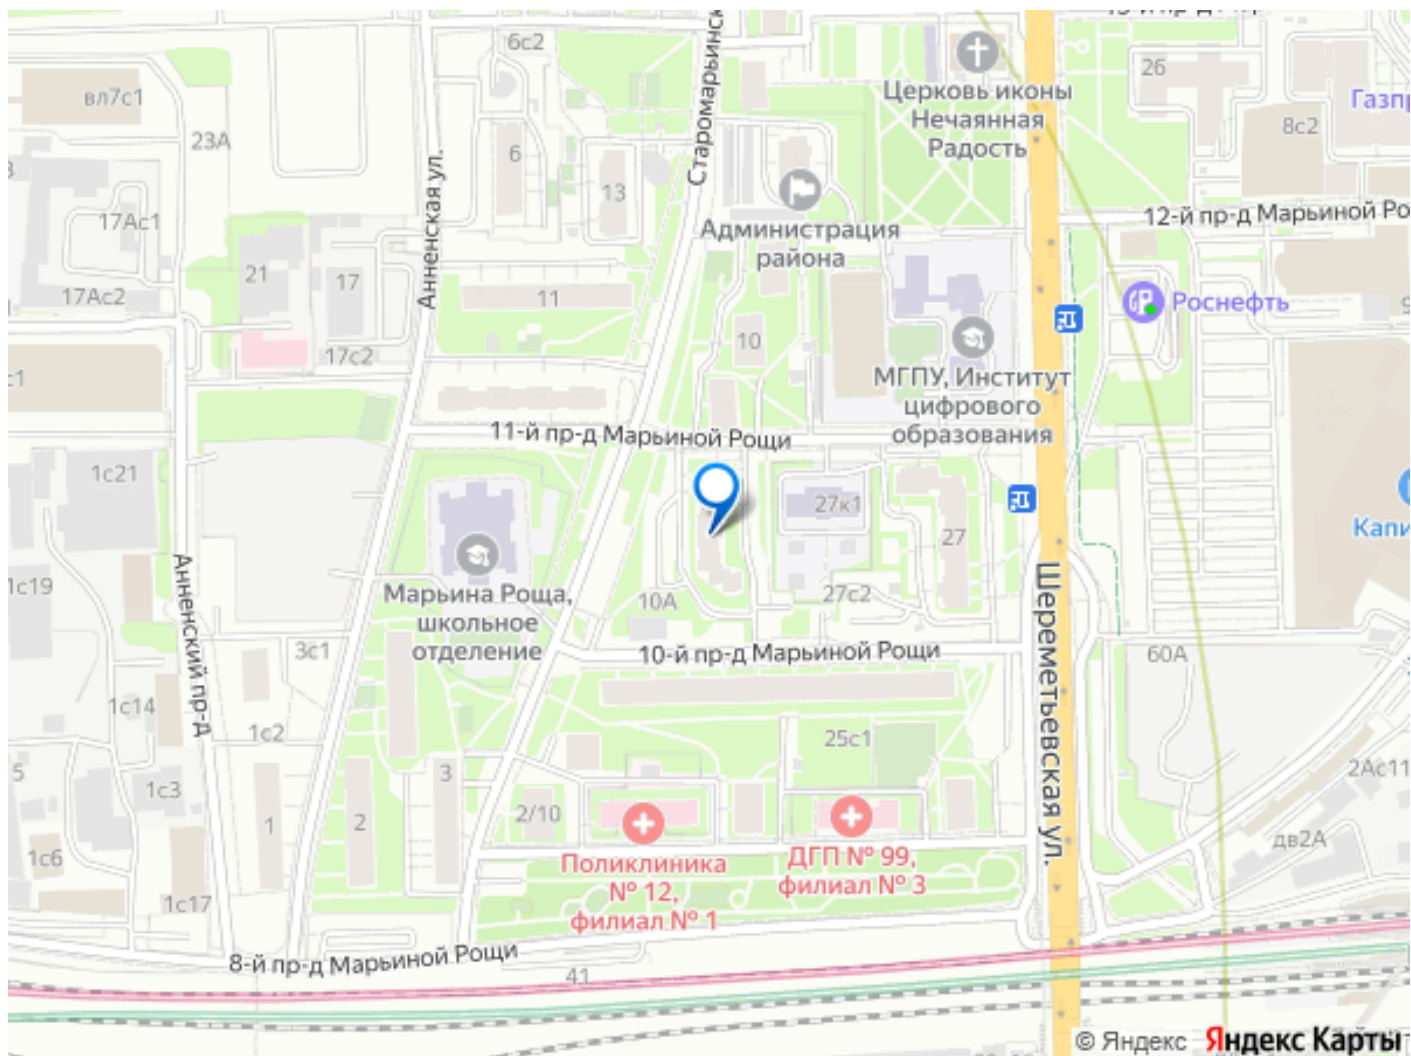 6с2
вл7с1
23А
6
13
Старомарьинск
Церковь иконы
Нечаянная
Радость
26
8с2
Газпр
Анненская ул.
17Ас1
17Ас2
21
17
17с2
11
Администрация
района
12-й пр-д Марьиной Ро
Роснефть
10
МГПУ, Институт
цифрового
образования
11-й пр-д Марьиной Рощи
1с21
1с19
27к1
27
27с2
10А
Капи
Марьина Роща,
школьное
отделение
Анненский пр-д
3с1
1с14
1с2
10-й пр-д Марьиной Рощи
Шереметьевская ул.
60А
25с1
2Ас11
5
1с3
1
2
3
2/10
Поликлиника
№ 12,
филиал № 1
ДГП № 99,
филиал № 3
дв2А
1с6
1с17
8-й пр-д Марьиной Рощи
41
© Яндекс Яндекс Карты